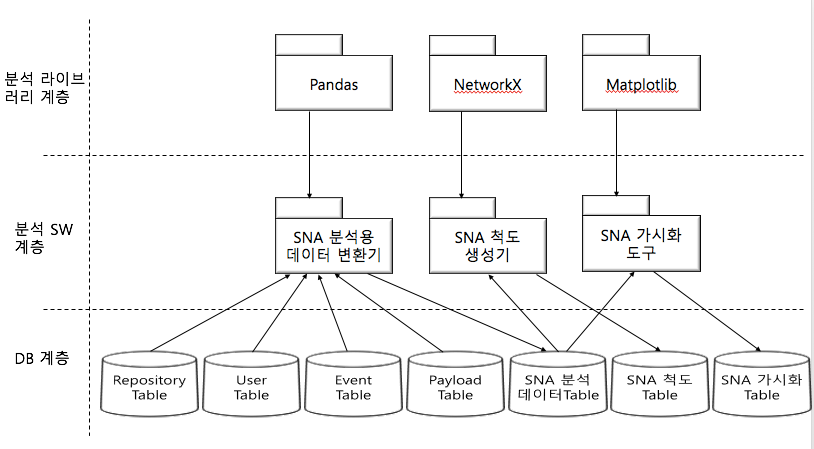 분석 라이브
러리 계층
Pandas
NetworkX
Matplotlib
분석 SW
계층
SNA 분석용
데이터 변환기
SNA 척도
생성기
SNA 가시화
도구
DB 계층
Repository
Table
User
Table
Event
Table
Payload
Table
SNA 분석
데이터Table
SNA 척도
Table
SNA 가시화
Table